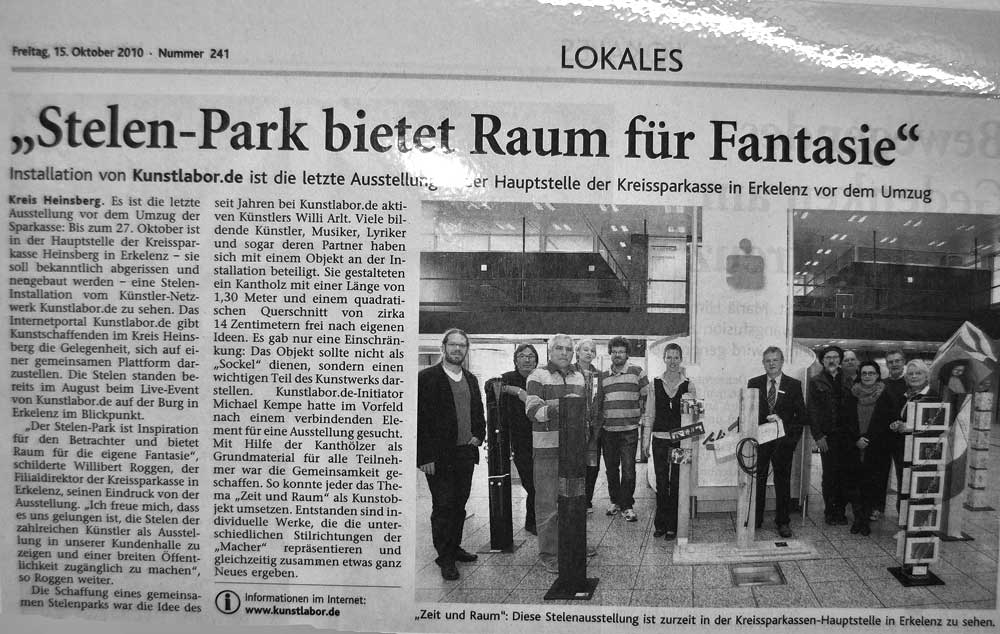 Freitag, 15. Oktober 2010 · Nummer 241
LOKALES
„Stelen-Park bietet Raum für Fantasie“
Installation von Kunstlabor.de ist die letzte Ausstellung der Hauptstelle der Kreissparkasse in Erkelenz vor dem Umzug
Kreis Heinsberg. Es ist die letzte
Ausstellung vor dem Umzug der
Sparkasse: Bis zum 27. Oktober ist
in der Hauptstelle der Kreisspar-
kasse Heinsberg in Erkelenz – sie
soll bekanntlich abgerissen und
neugebaut werden – eine Stelen-
Installation vom Künstler-Netz-
werk Kunstlabor.de zu sehen. Das
Internetportal Kunstlabor.de gibt
Kunstschaffenden im Kreis Heins-
berg die Gelegenheit, sich auf ei-
ner gemeinsamen Plattform dar-
zustellen. Die Stelen standen be-
reits im August beim Live-Event
von Kunstlabor.de auf der Burg in
Erkelenz im Blickpunkt.
„Der Stelen-Park ist Inspiration
für den Betrachter und bietet
Raum für die eigene Fantasie“,
schilderte Willibert Roggen, der
Filialdirektor der Kreissparkasse in
Erkelenz, seinen Eindruck von der
Ausstellung. „Ich freue mich, dass
es uns gelungen ist, die Stelen der
zahlreichen Künstler als Ausstel-
lung in unserer Kundenhalle zu
zeigen und einer breiten Öffent-
lichkeit zugänglich zu machen“,
so Roggen weiter.
Die Schaffung eines gemeinsa-
men Stelenparks war die Idee des
seit Jahren bei Kunstlabor.de akti-
ven Künstlers Willi Arlt. Viele bil-
dende Künstler, Musiker, Lyriker
und sogar deren Partner haben
sich mit einem Objekt an der In-
stallation beteiligt. Sie gestalteten
ein Kantholz mit einer Länge von
1,30 Meter und einem quadrati-
schen Querschnitt von zirka
14 Zentimetern frei nach eigenen
Ideen. Es gab nur eine Einschrän-
kung: Das Objekt sollte nicht als
„Sockel“ dienen, sondern einen
wichtigen Teil des Kunstwerks dar-
stellen. Kunstlabor.de-Initiator
Michael Kempe hatte im Vorfeld
nach einem verbindenden Ele-
ment für eine Ausstellung gesucht.
Mit Hilfe der Kanthölzer als
Grundmaterial für alle Teilneh-
mer war die Gemeinsamkeit ge-
schaffen. So konnte jeder das The-
ma „Zeit und Raum“ als Kunstob-
jekt umsetzen. Entstanden sind in-
dividuelle Werke, die die unter-
schiedlichen Stilrichtungen der
„Macher“ repräsentieren und
gleichzeitig zusammen etwas ganz
Neues ergeben.
i Informationen im Internet:
www.kunstlabor.de
„Zeit und Raum“: Diese Stelenausstellung ist zurzeit in der Kreissparkassen-Hauptstelle in Erkelenz zu sehen.